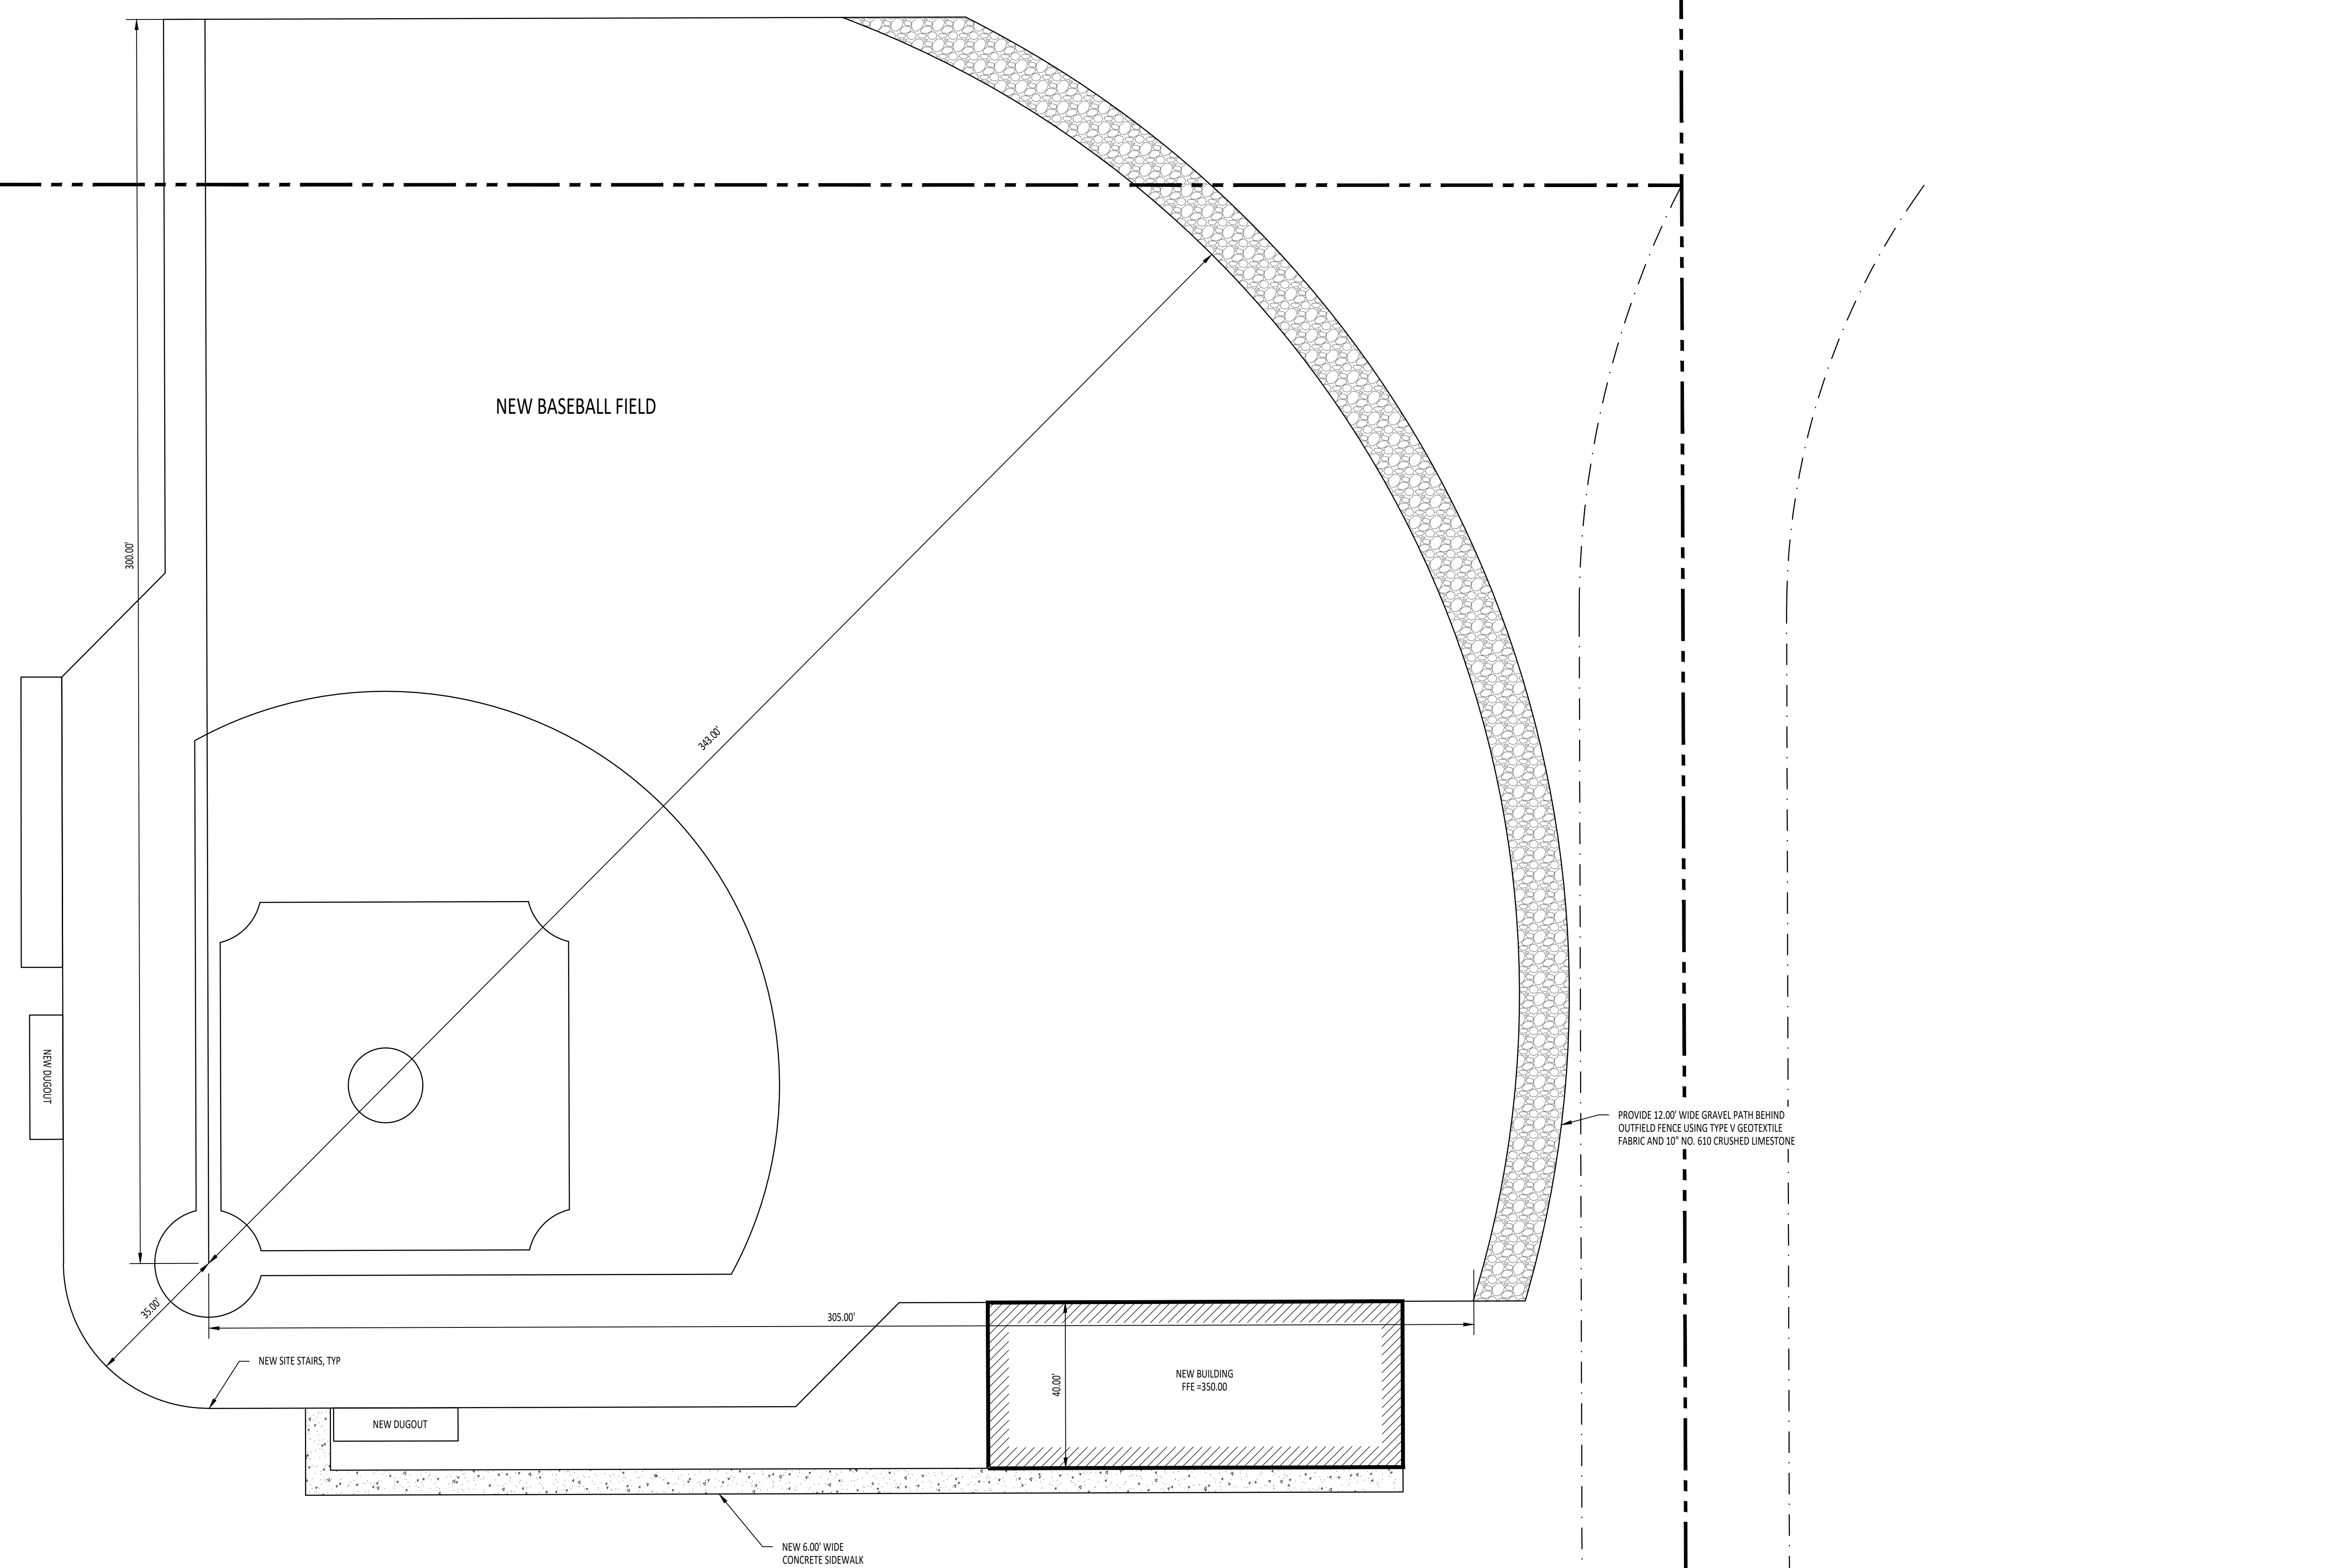 NEW BASEBALL FIELD
300.00'
343.00'
NEW DUGOUT
PROVIDE 12.00' WIDE GRAVEL PATH BEHIND
OUTFIELD FENCE USING TYPE V GEOTEXTILE
FABRIC AND 10" NO. 610 CRUSHED LIMESTONE
35.00'
305.00'
NEW SITE STAIRS, TYP
40.00'
NEW BUILDING
FFE =350.00
NEW DUGOUT
NEW 6.00' WIDE
CONCRETE SIDEWALK